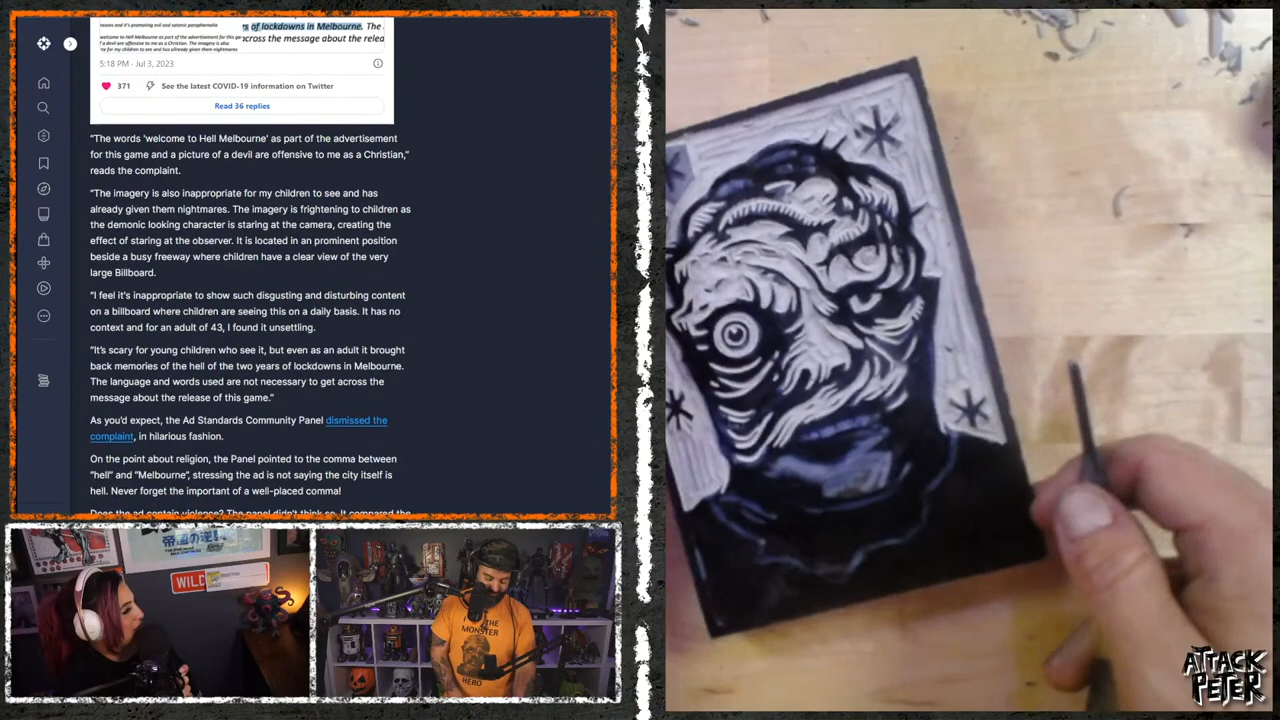 s of lockdowns in Melbourne. The
across the message about the relea
5:18 PM · Jul 3, 2023
371
See the latest COVID-19 information on Twitter
Read 36 replies
“The words 'welcome to Hell Melbourne' as part of the advertisement
for this game and a picture of a devil are offensive to me as a Christian,”
reads the complaint.
“The imagery is also inappropriate for my children to see and has
already given them nightmares. The imagery is frightening to children as
the demonic looking character is staring at the camera, creating the
effect of staring at the observer. It is located in an prominent position
beside a busy freeway where children have a clear view of the very
large Billboard.
“I feel it's inappropriate to show such disgusting and disturbing content
on a billboard where children are seeing this on a daily basis. It has no
context and for an adult of 43, I found it unsettling.
“It's scary for young children who see it, but even as an adult it brought
back memories of the hell of the two years of lockdowns in Melbourne.
The language and words used are not necessary to get across the
message about the release of this game.”
As you'd expect, the Ad Standards Community Panel dismissed the
complaint, in hilarious fashion.
On the point about religion, the Panel pointed to the comma between
“hell” and “Melbourne”, stressing the ad is not saying the city itself is
hell. Never forget the important of a well-placed comma!
Does the ad contain violence? The panel didn't think so. It compared the
WILD
THE
MONSTER
HERO
ATTACK
PETER